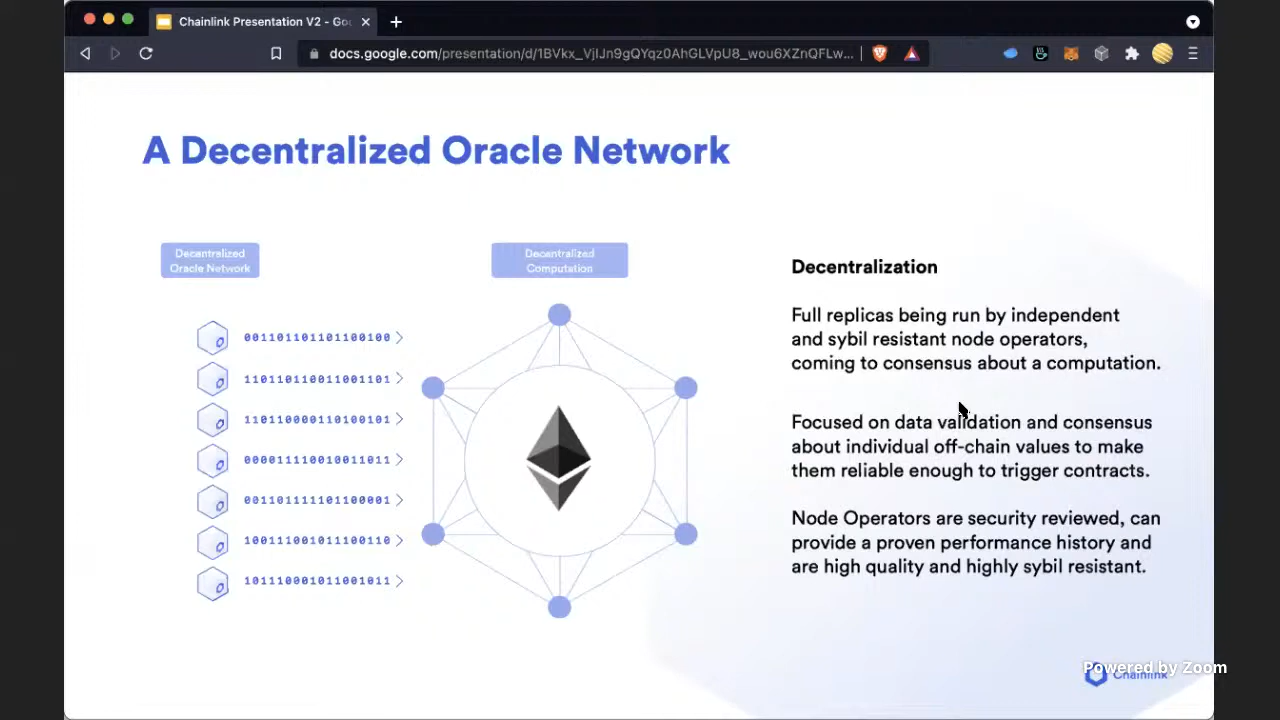 Chainlink Presentation V2 - Goo
docs.google.com/presentation/d/1BVkx_VjIJn9gQYqz0AhGLVpU8_wou6XZnQFLw...
A Decentralized Oracle Network
Decentralized
Oracle Network
001101101101100100
110110110011001101
110110000110100101
000011110010011011
001101111101100001
100111001011100110
101110001011001011
Decentralized
Computation
Decentralization
Full replicas being run by independent
and sybil resistant node operators,
coming to consensus about a computation.
Focused on data validation and consensus
about individual off-chain values to make
them reliable enough to trigger contracts.
Node Operators are security reviewed, can
provide a proven performance history and
are high quality and highly sybil resistant.
Chainlink
Powered by Zoom